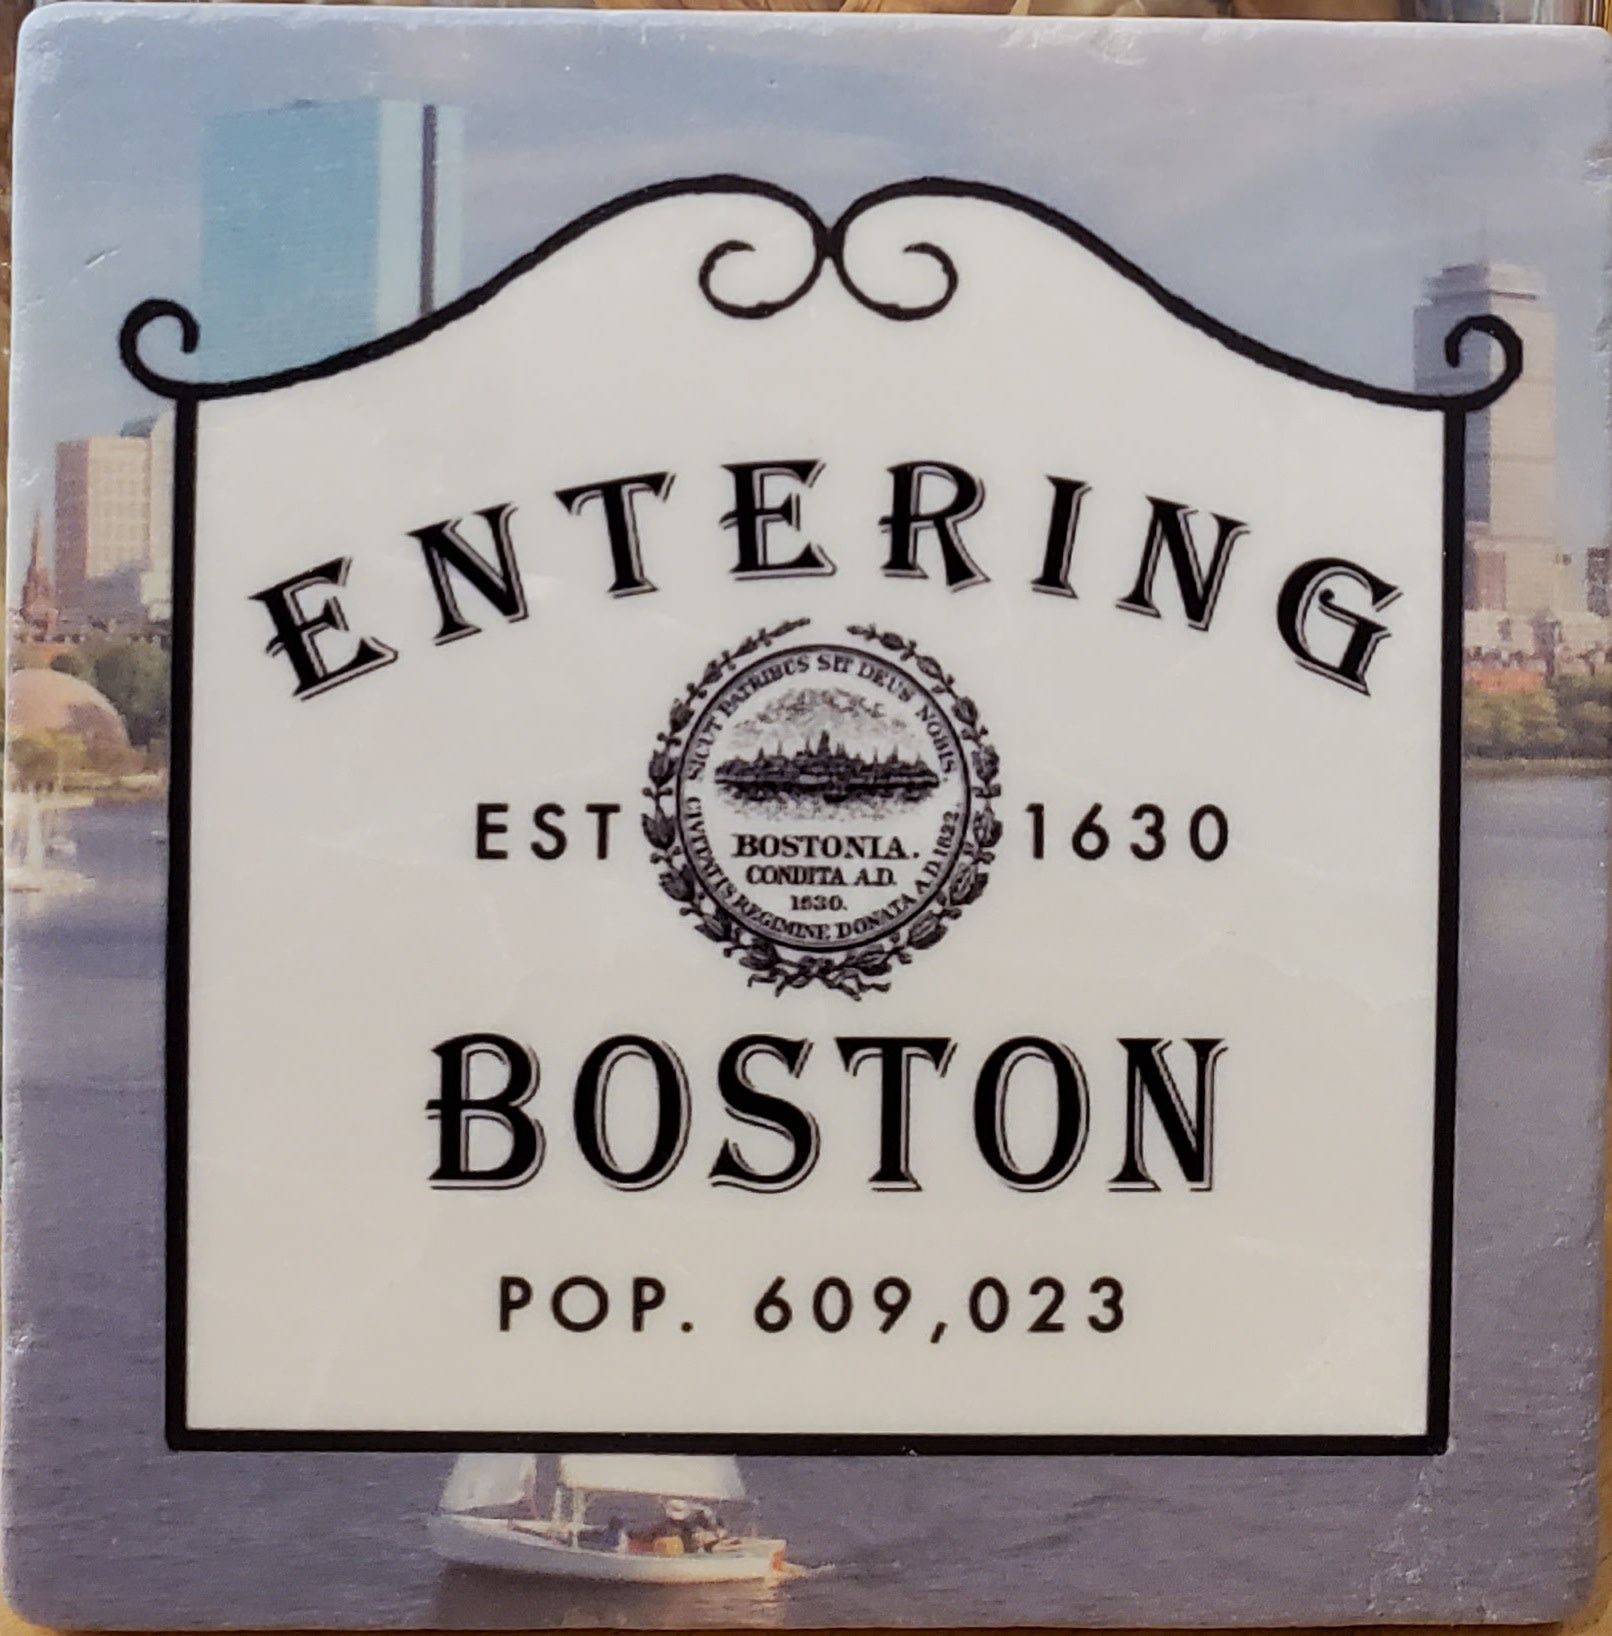 ENTERING
EST 1630
SICUT PATRIBUS SIT DEUS NOBIS.
BOSTONIA.
CONDITA A.D.
1630.
CIVITATIS REGIMINE DONATA A.D. 1822.
BOSTON
POP. 609,023